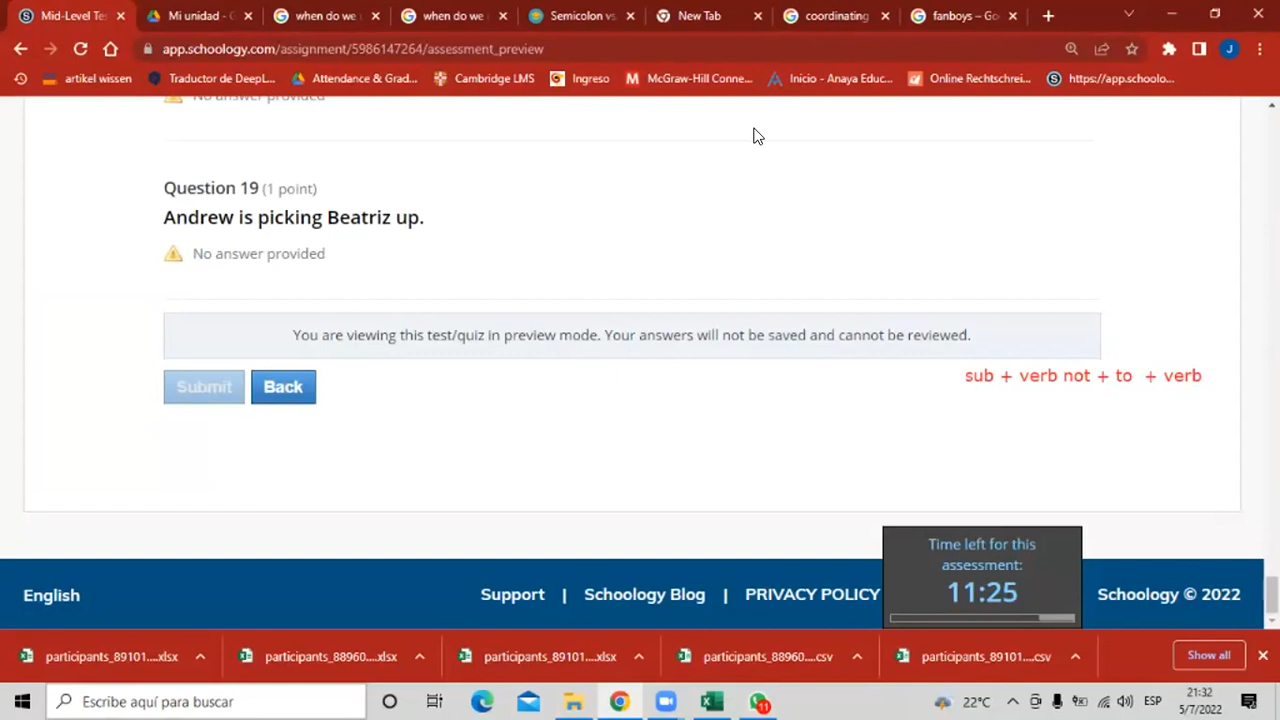 Mid-Level Te
Mi unidad - G
when do we
when do we
Semicolon vs.
New Tab
coordinating
fanboys – Go
app.schoology.com/assignment/5986147264/assessment_preview
J
artikel wissen
Traductor de DeepL...
Attendance & Grad...
Cambridge LMS
Ingreso
McGraw-Hill Conne...
Inicio - Anaya Educ...
Online Rechtschrei...
https://app.schoolo...
No answer provided
Question 19 (1 point)
Andrew is picking Beatriz up.
No answer provided
You are viewing this test/quiz in preview mode. Your answers will not be saved and cannot be reviewed.
Submit
Back
sub + verb not + to + verb
Time left for this
assessment:
11:25
English
Support | Schoology Blog | PRIVACY POLICY
Schoology © 2022
participants_89101....xlsx
participants_88960....xlsx
participants_89101....xlsx
participants_88960....csv
participants_89101....csv
Show all
Escribe aquí para buscar
11
22°C
ESP
21:32
5/7/2022